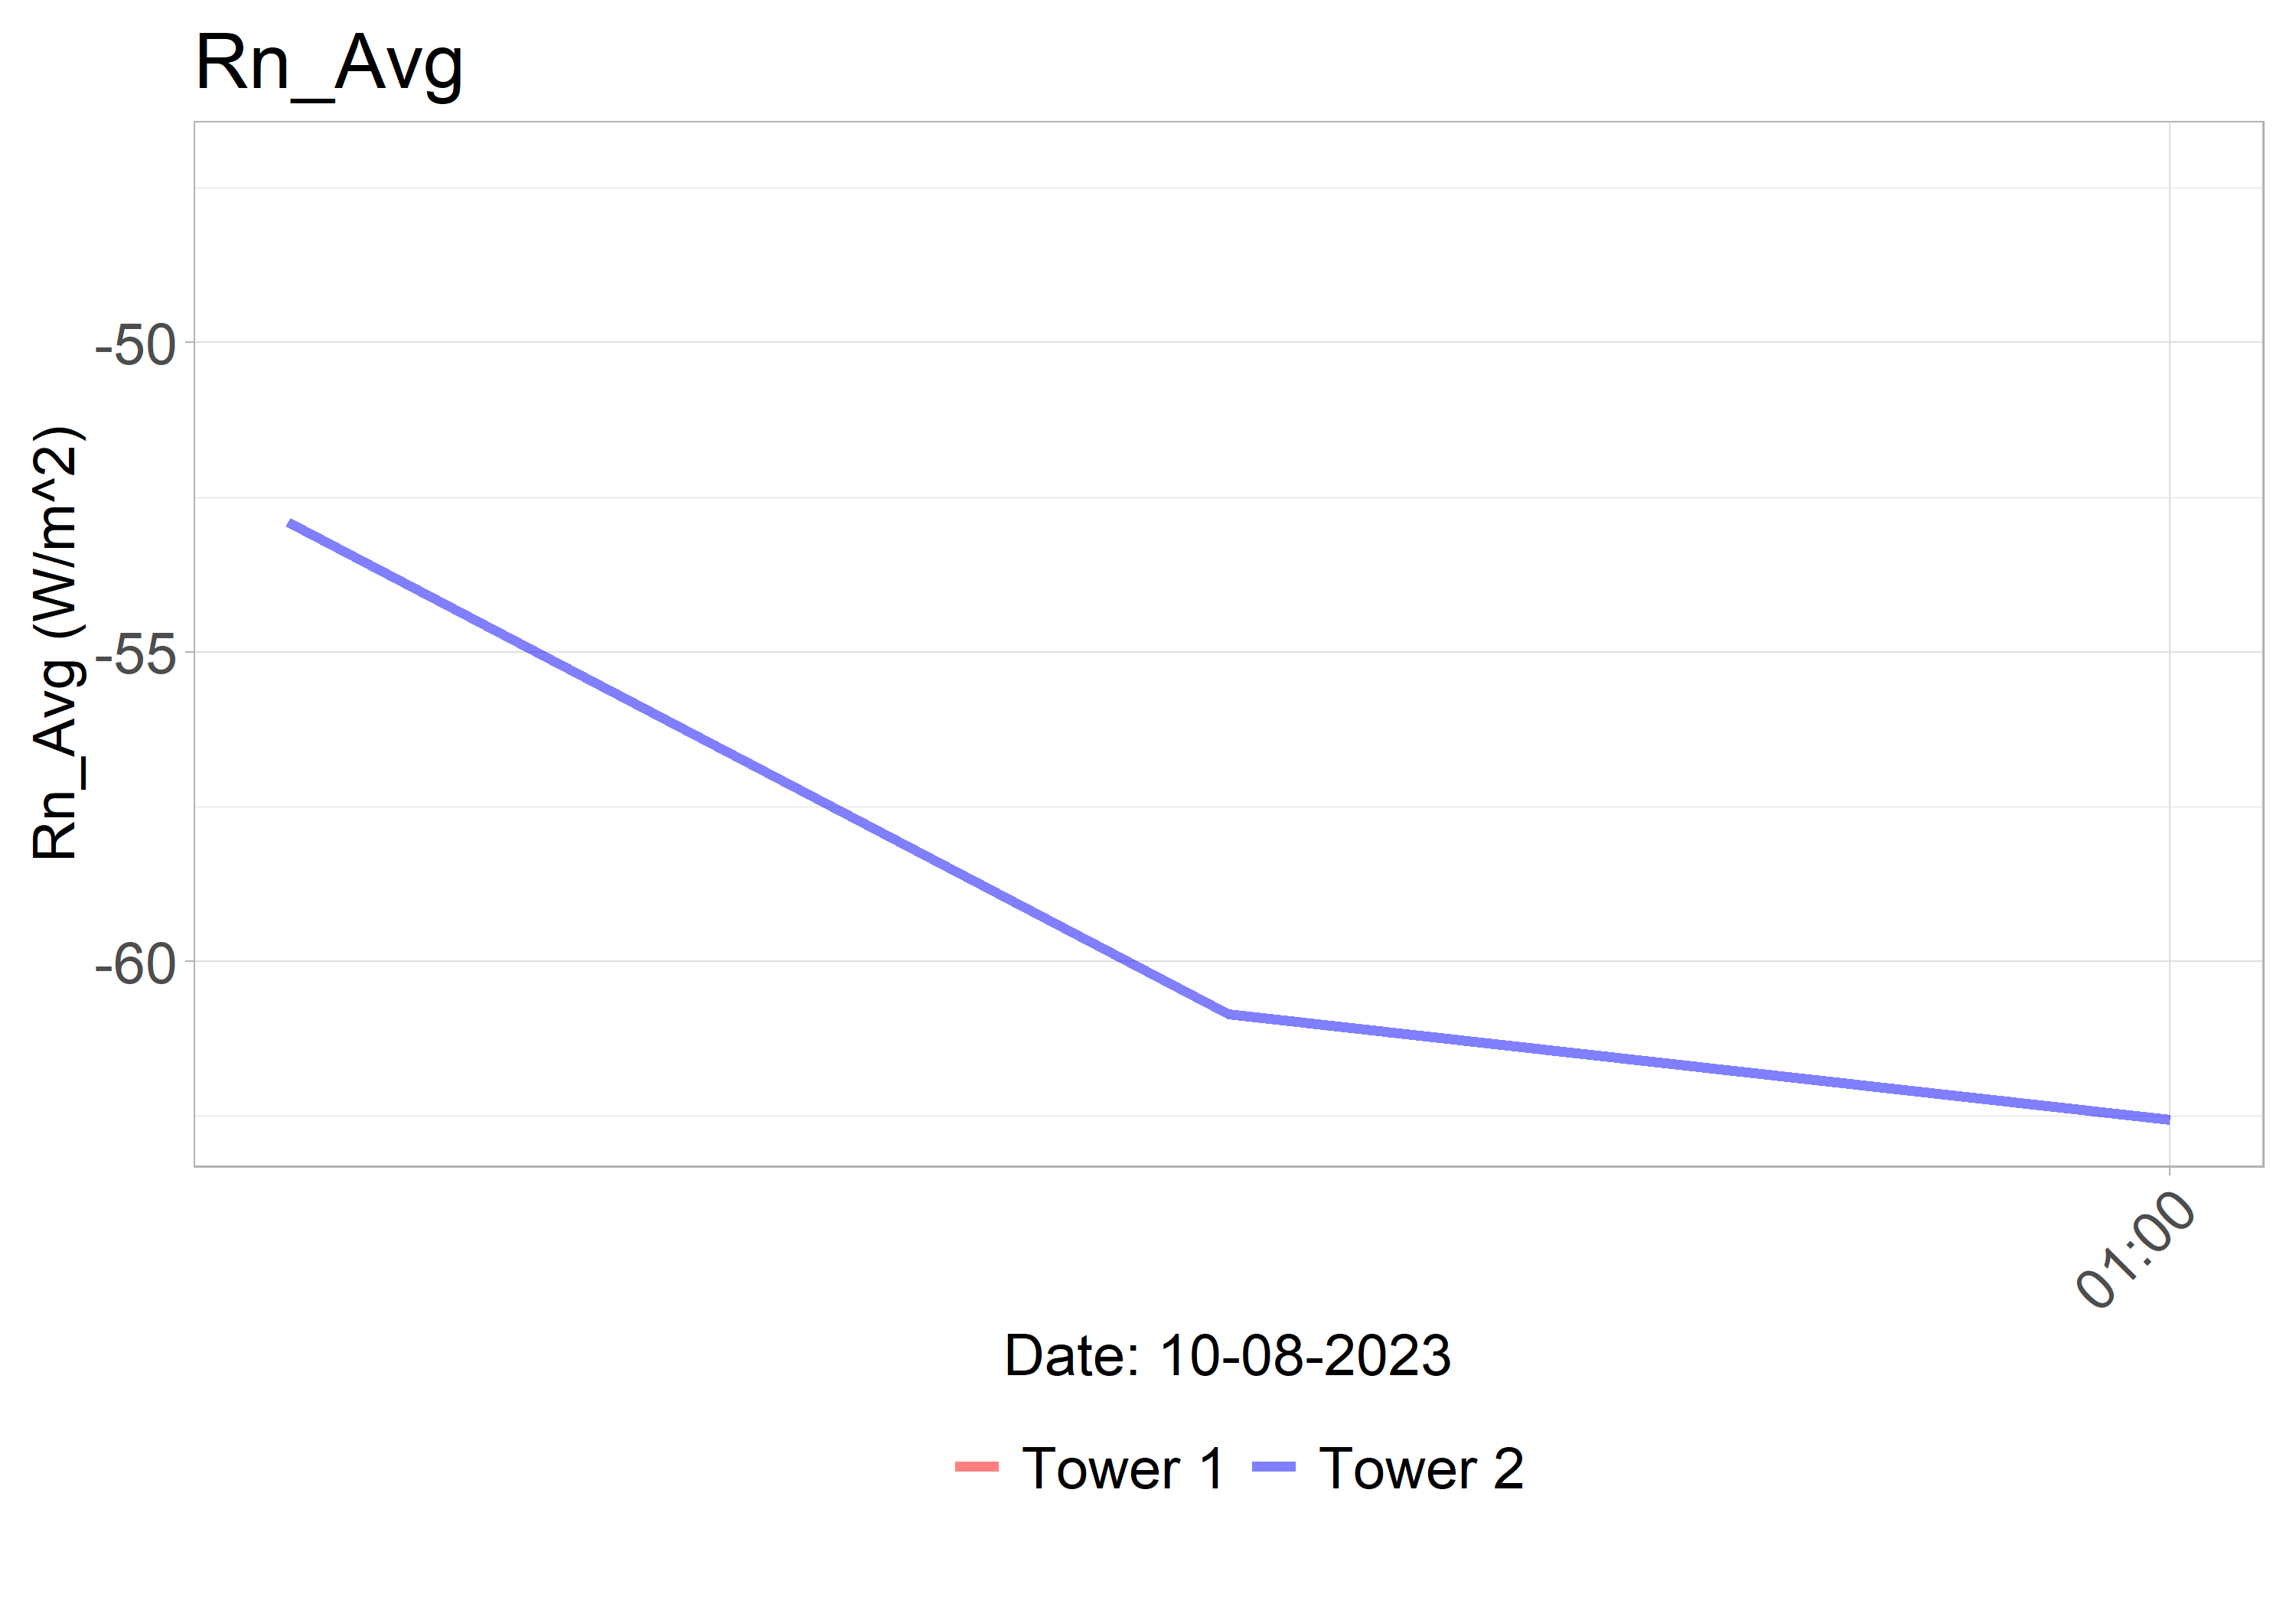 Rn_Avg
Rn_Avg (W/m^2)
-50
-55
-60
01:00
Date: 10-08-2023
Tower 1 Tower 2